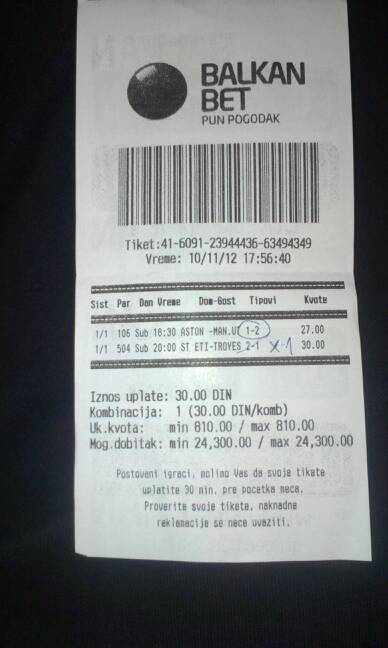 BALKAN
BET
PUN POGODAK
Tiket:41-6091-23944436-63494349
Vreme: 10/11/12 17:56:40
Sist Par Dan Vreme Dom-Gost Tipovi Kvote
1/1 106 Sub 18:30 ASTON -MAN.UT 1-2 27.00
1/1 504 Sub 20:00 ST ETI-TROYES 2-1 X-1 30.00
Iznos uplate: 30.00 DIN
Kombinacija: 1 (30.00 DIN/komb)
Uk.kvota: min 810.00 / max 810.00
Mog.dobitak: min 24,300.00 / max 24,300.00
Postovani igraci, molimo Vas da svoje tikete
uplatite 30 min. pre pocetka meca.
Proverite svoje tikete, naknadne
reklamacije se nece uvaziti.